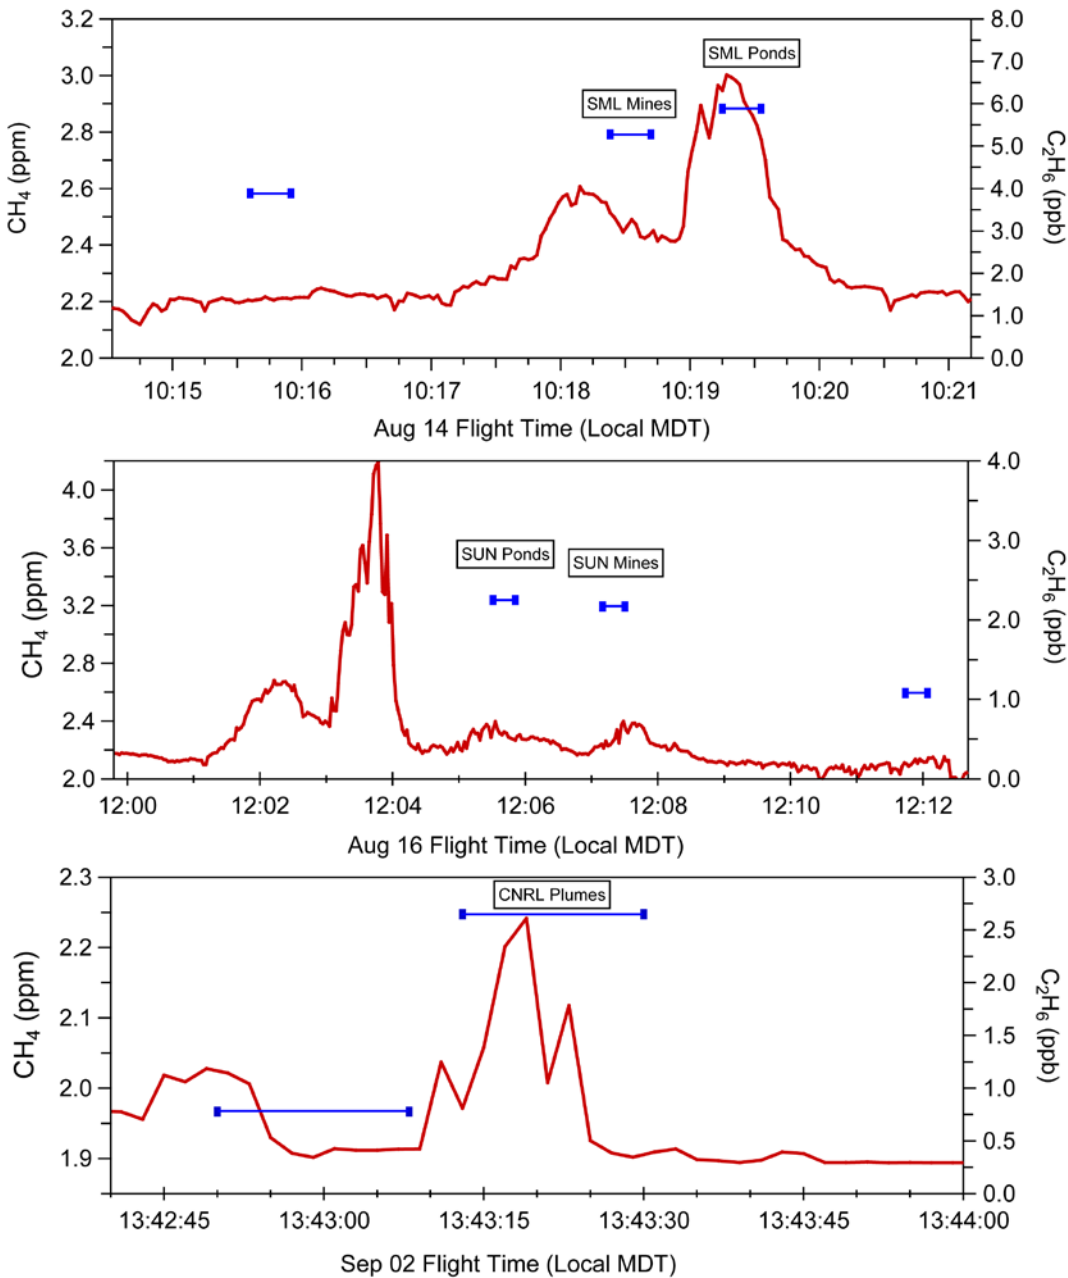 3.2
3.0
2.8
2.6
2.4
2.2
2.0
CH4 (ppm)
SML Mines
SML Ponds
8.0
7.0
6.0
5.0
4.0
3.0
2.0
1.0
0.0
C2H6 (ppb)
10:15 10:16 10:17 10:18 10:19 10:20 10:21
Aug 14 Flight Time (Local MDT)
4.0
3.6
3.2
2.8
2.4
2.0
CH4 (ppm)
SUN Ponds
SUN Mines
4.0
3.0
2.0
1.0
0.0
C2H6 (ppb)
12:00 12:02 12:04 12:06 12:08 12:10 12:12
Aug 16 Flight Time (Local MDT)
2.3
2.2
2.1
2.0
1.9
CH4 (ppm)
CNRL Plumes
3.0
2.5
2.0
1.5
1.0
0.5
0.0
C2H6 (ppb)
13:42:45 13:43:00 13:43:15 13:43:30 13:43:45 13:44:00
Sep 02 Flight Time (Local MDT)